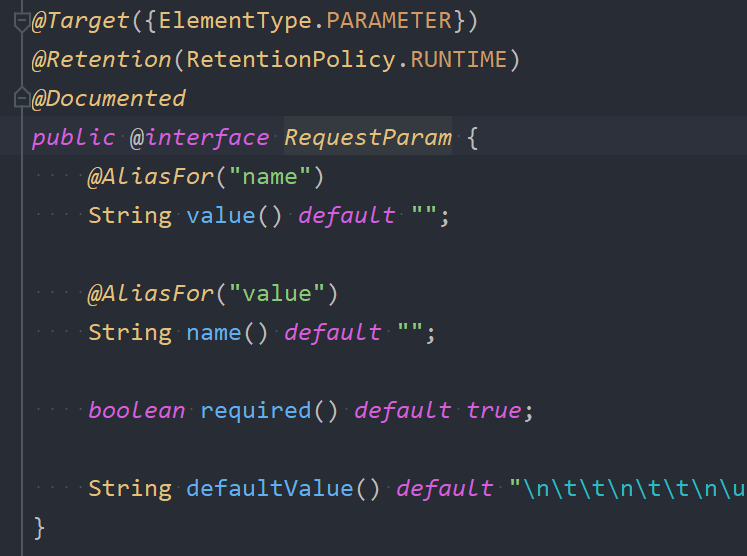 @Target({ElementType.PARAMETER})
@Retention(RetentionPolicy.RUNTIME)
@Documented
public @interface RequestParam {
    @AliasFor("name")
    String value() default "";

    @AliasFor("value")
    String name() default "";

    boolean required() default true;

    String defaultValue() default "\n\t\t\n\t\t\n\u
}